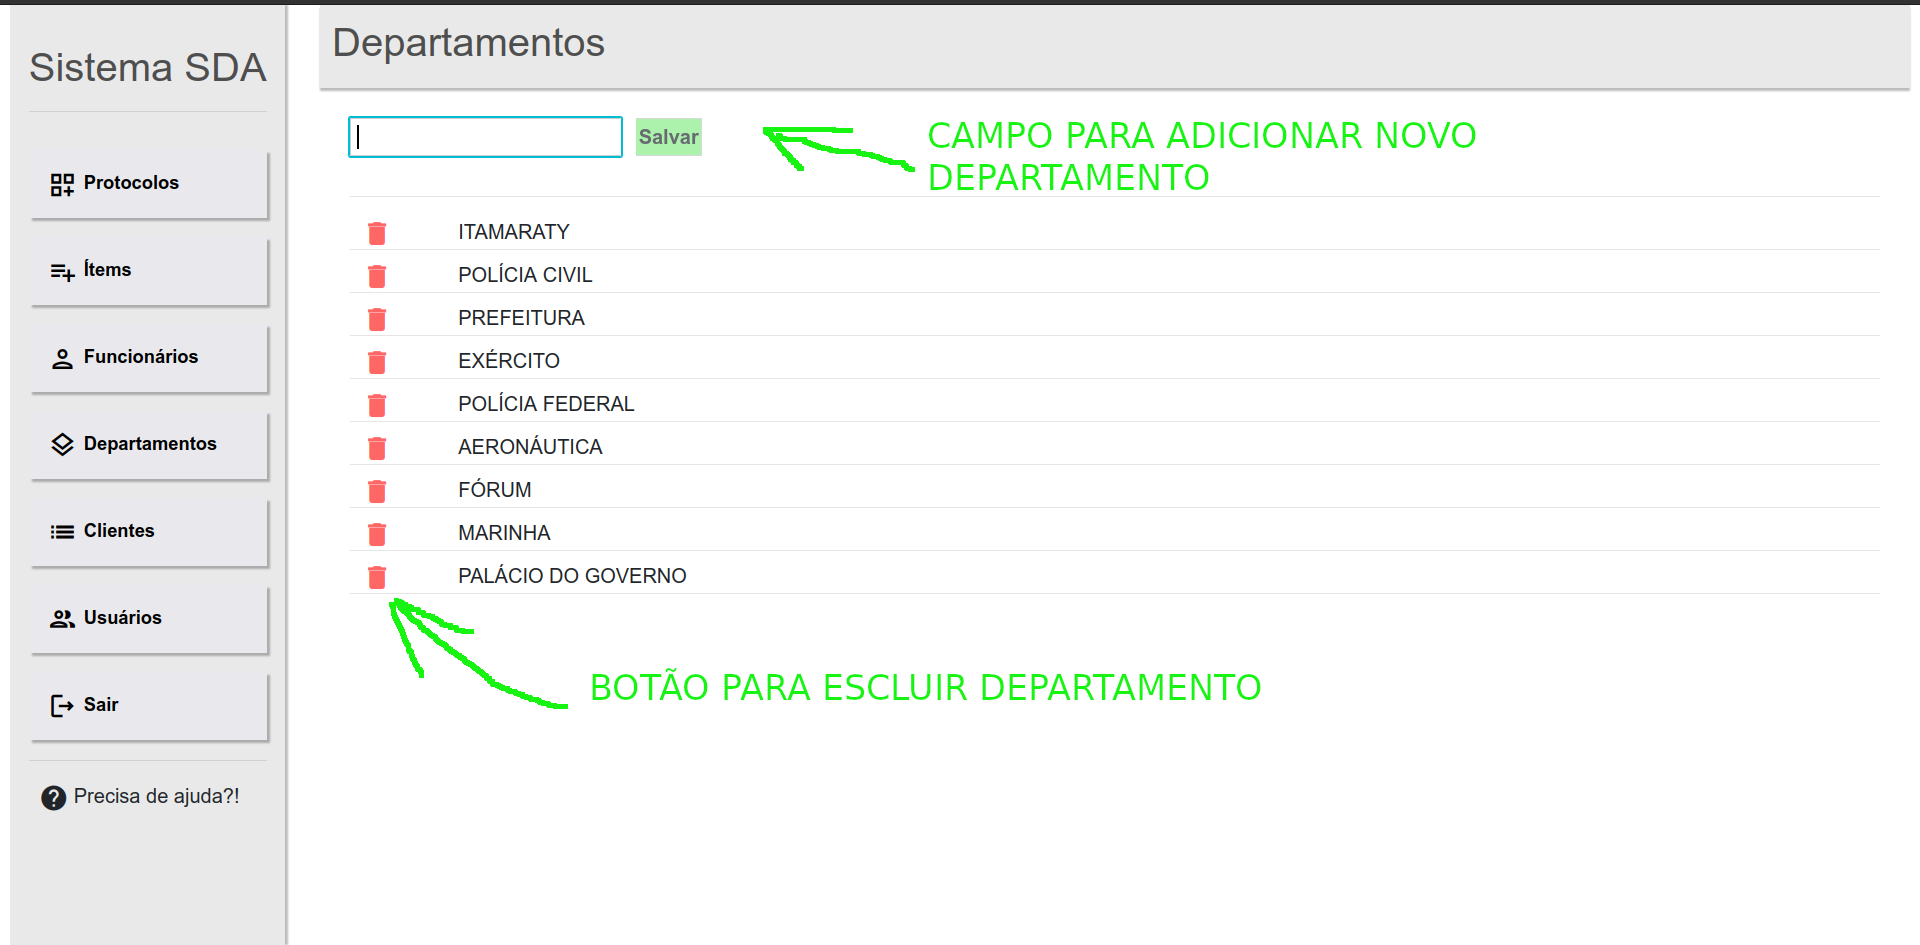 Sistema SDA
Protocolos
Ítems
Funcionários
Departamentos
Clientes
Usuários
Sair
Precisa de ajuda?!
Departamentos
Salvar
CAMPO PARA ADICIONAR NOVO
DEPARTAMENTO
ITAMARATY
POLÍCIA CIVIL
PREFEITURA
EXÉRCITO
POLÍCIA FEDERAL
AERONÁUTICA
FÓRUM
MARINHA
PALÁCIO DO GOVERNO
BOTÃO PARA ESCLUIR DEPARTAMENTO